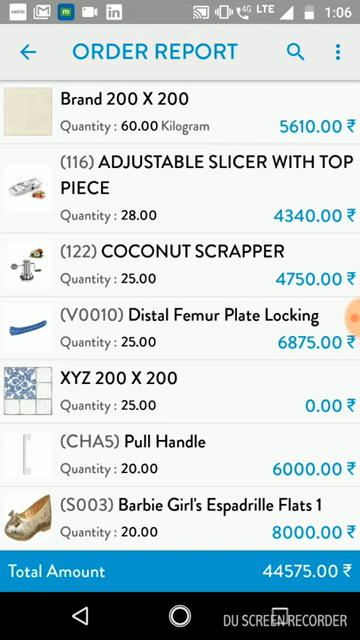 4G LTE 1:06
ORDER REPORT
Brand 200 X 200
Quantity : 60.00 Kilogram 5610.00 ₹
(116) ADJUSTABLE SLICER WITH TOP
PIECE
Quantity : 28.00 4340.00 ₹
(122) COCONUT SCRAPPER
Quantity : 25.00 4750.00 ₹
(V0010) Distal Femur Plate Locking
Quantity : 25.00 6875.00 ₹
XYZ 200 X 200
Quantity : 25.00 0.00 ₹
(CHA5) Pull Handle
Quantity : 20.00 6000.00 ₹
(S003) Barbie Girl's Espadrille Flats 1
Quantity : 20.00 8000.00 ₹
Total Amount 44575.00 ₹
DU SCREEN RECORDER